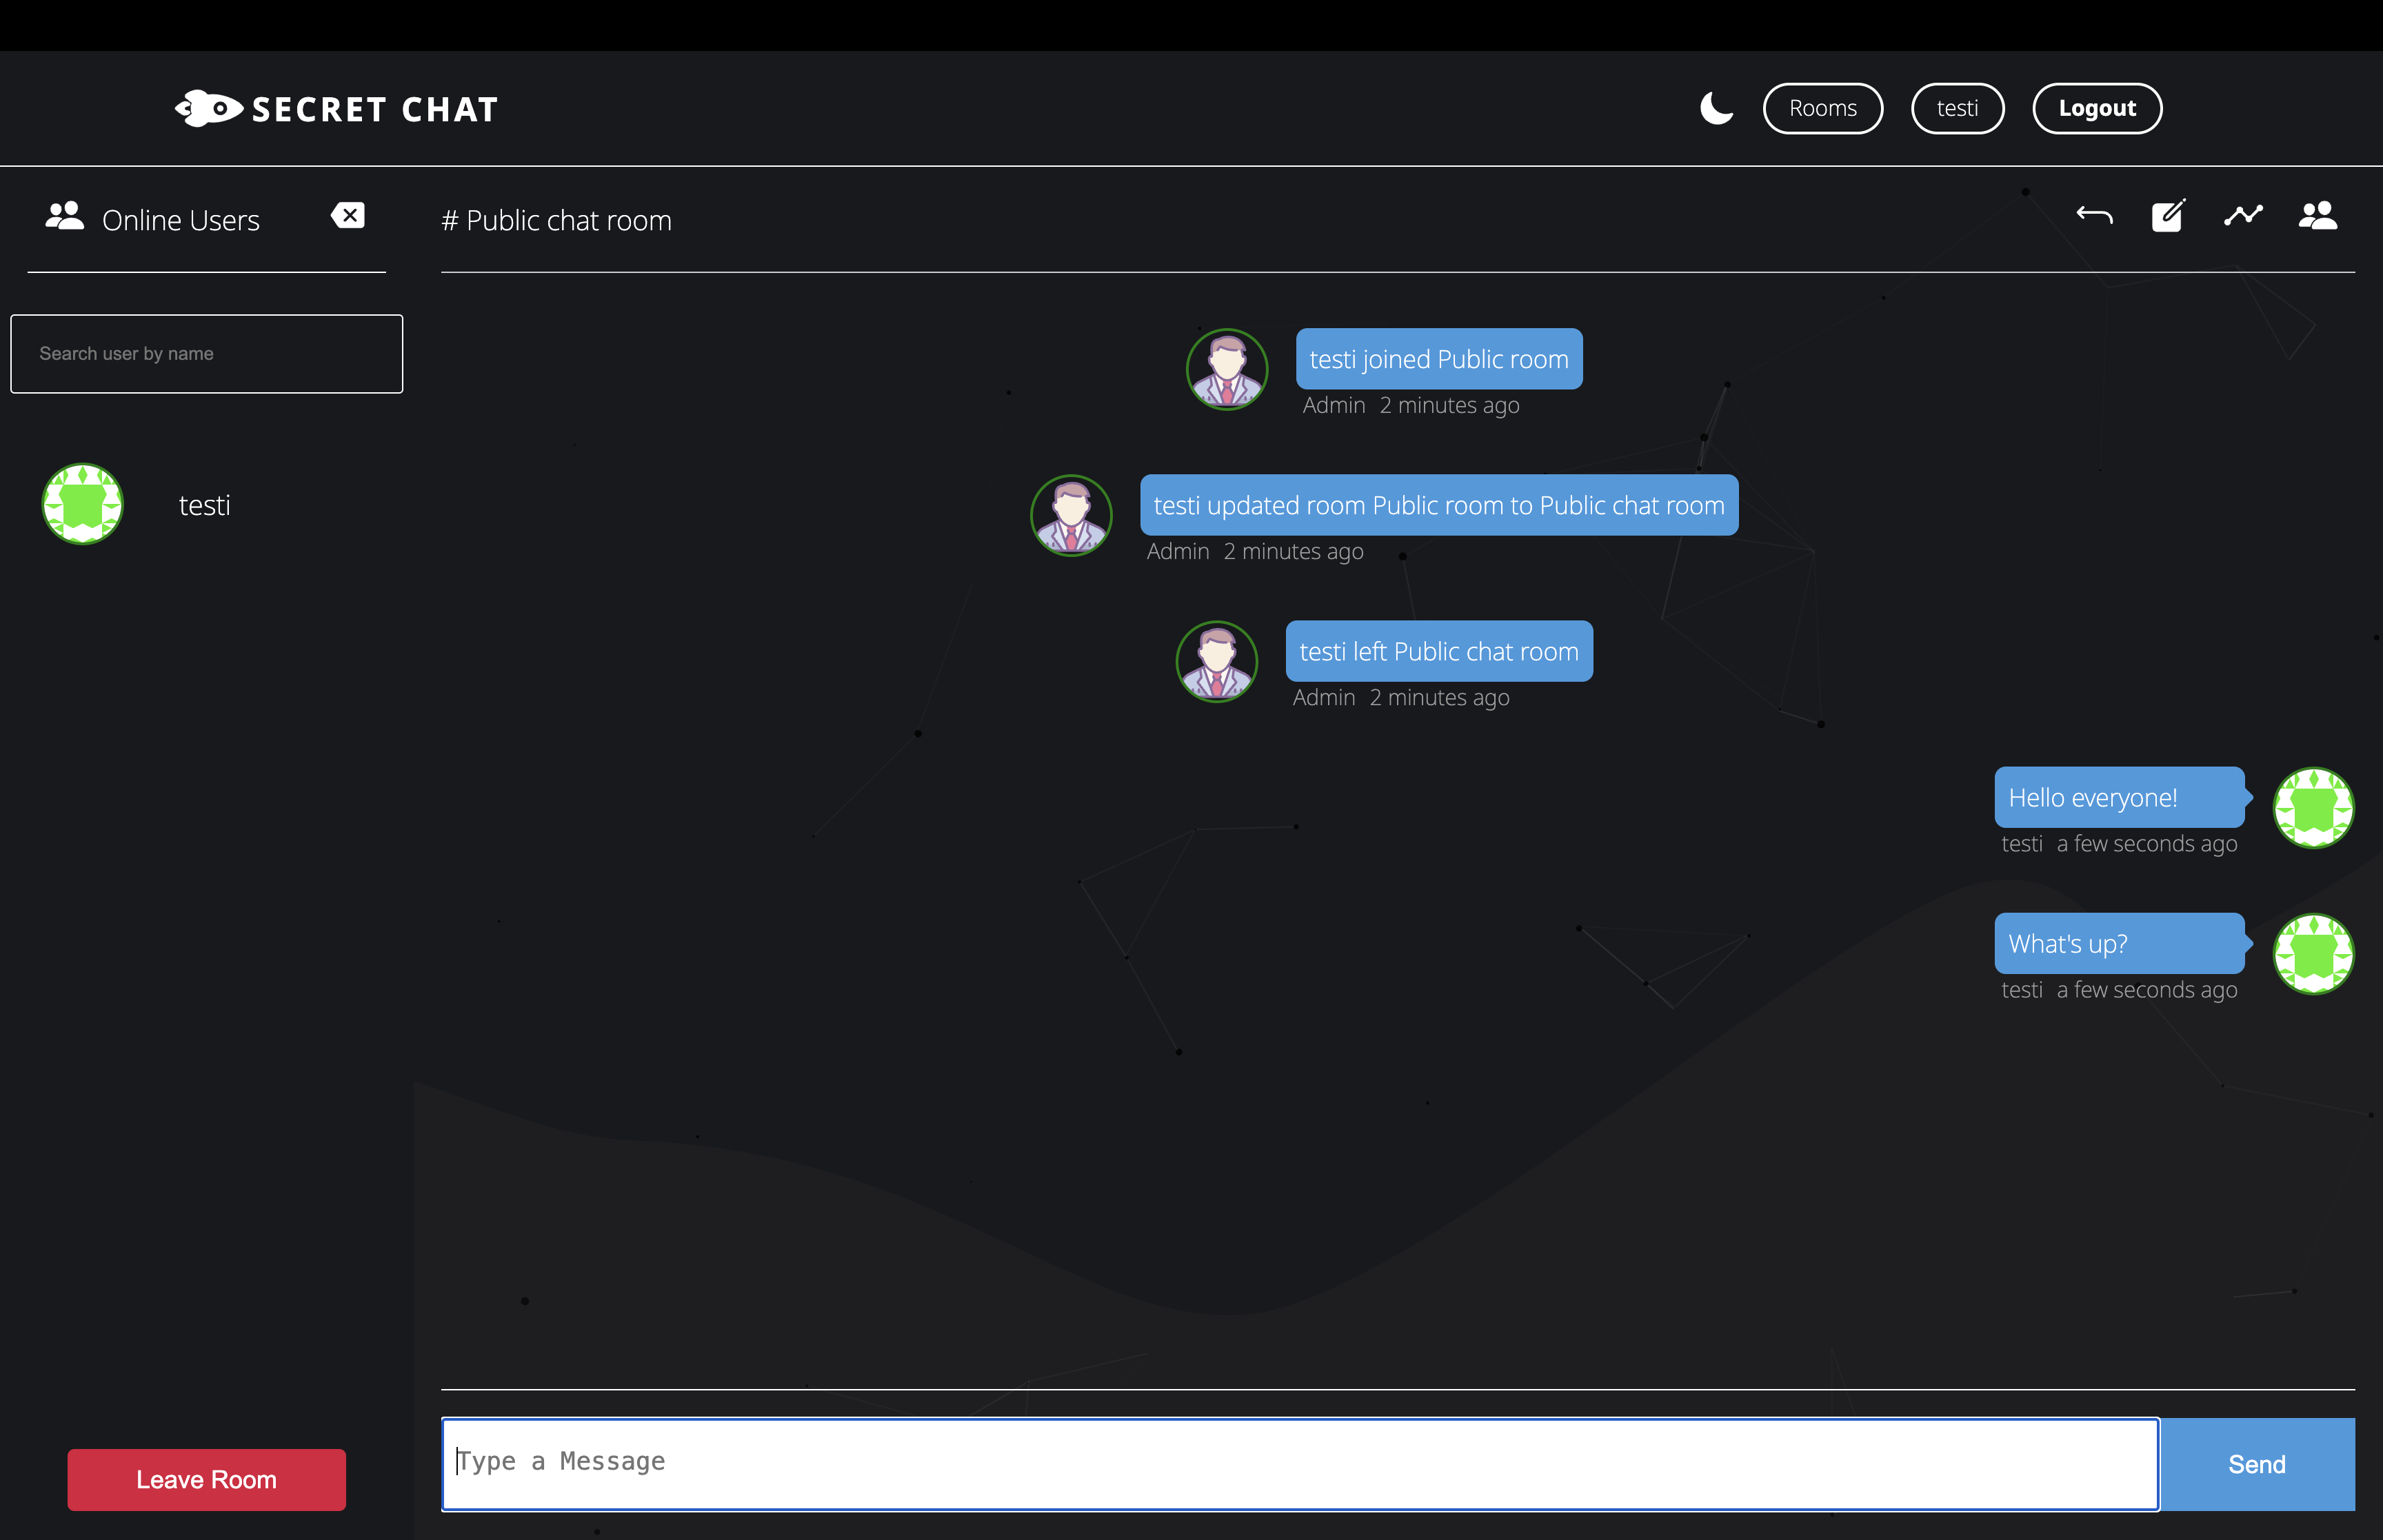 SECRET CHAT
Rooms
testi
Logout
Online Users
# Public chat room
Search user by name
testi
testi joined Public room
Admin 2 minutes ago
testi updated room Public room to Public chat room
Admin 2 minutes ago
testi left Public chat room
Admin 2 minutes ago
Hello everyone!
testi a few seconds ago
What's up?
testi a few seconds ago
Leave Room
Type a Message
Send